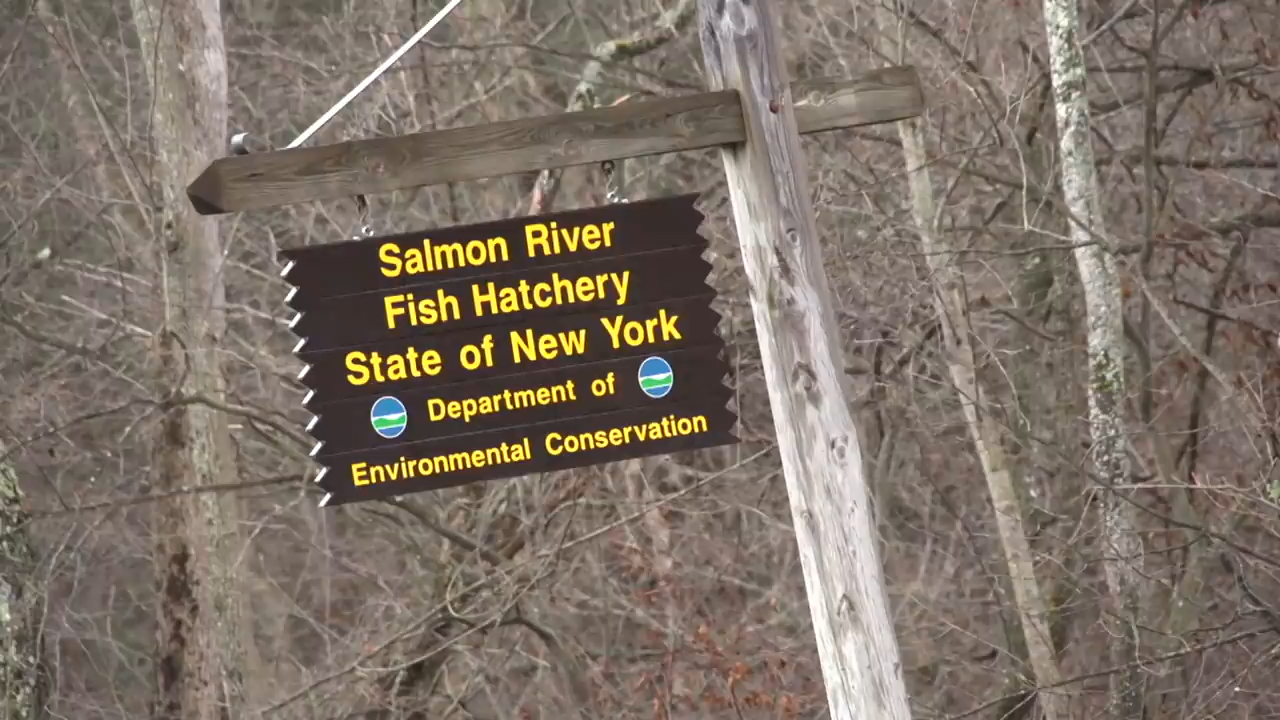 Salmon River
Fish Hatchery
State of New York
Department of
Environmental Conservation